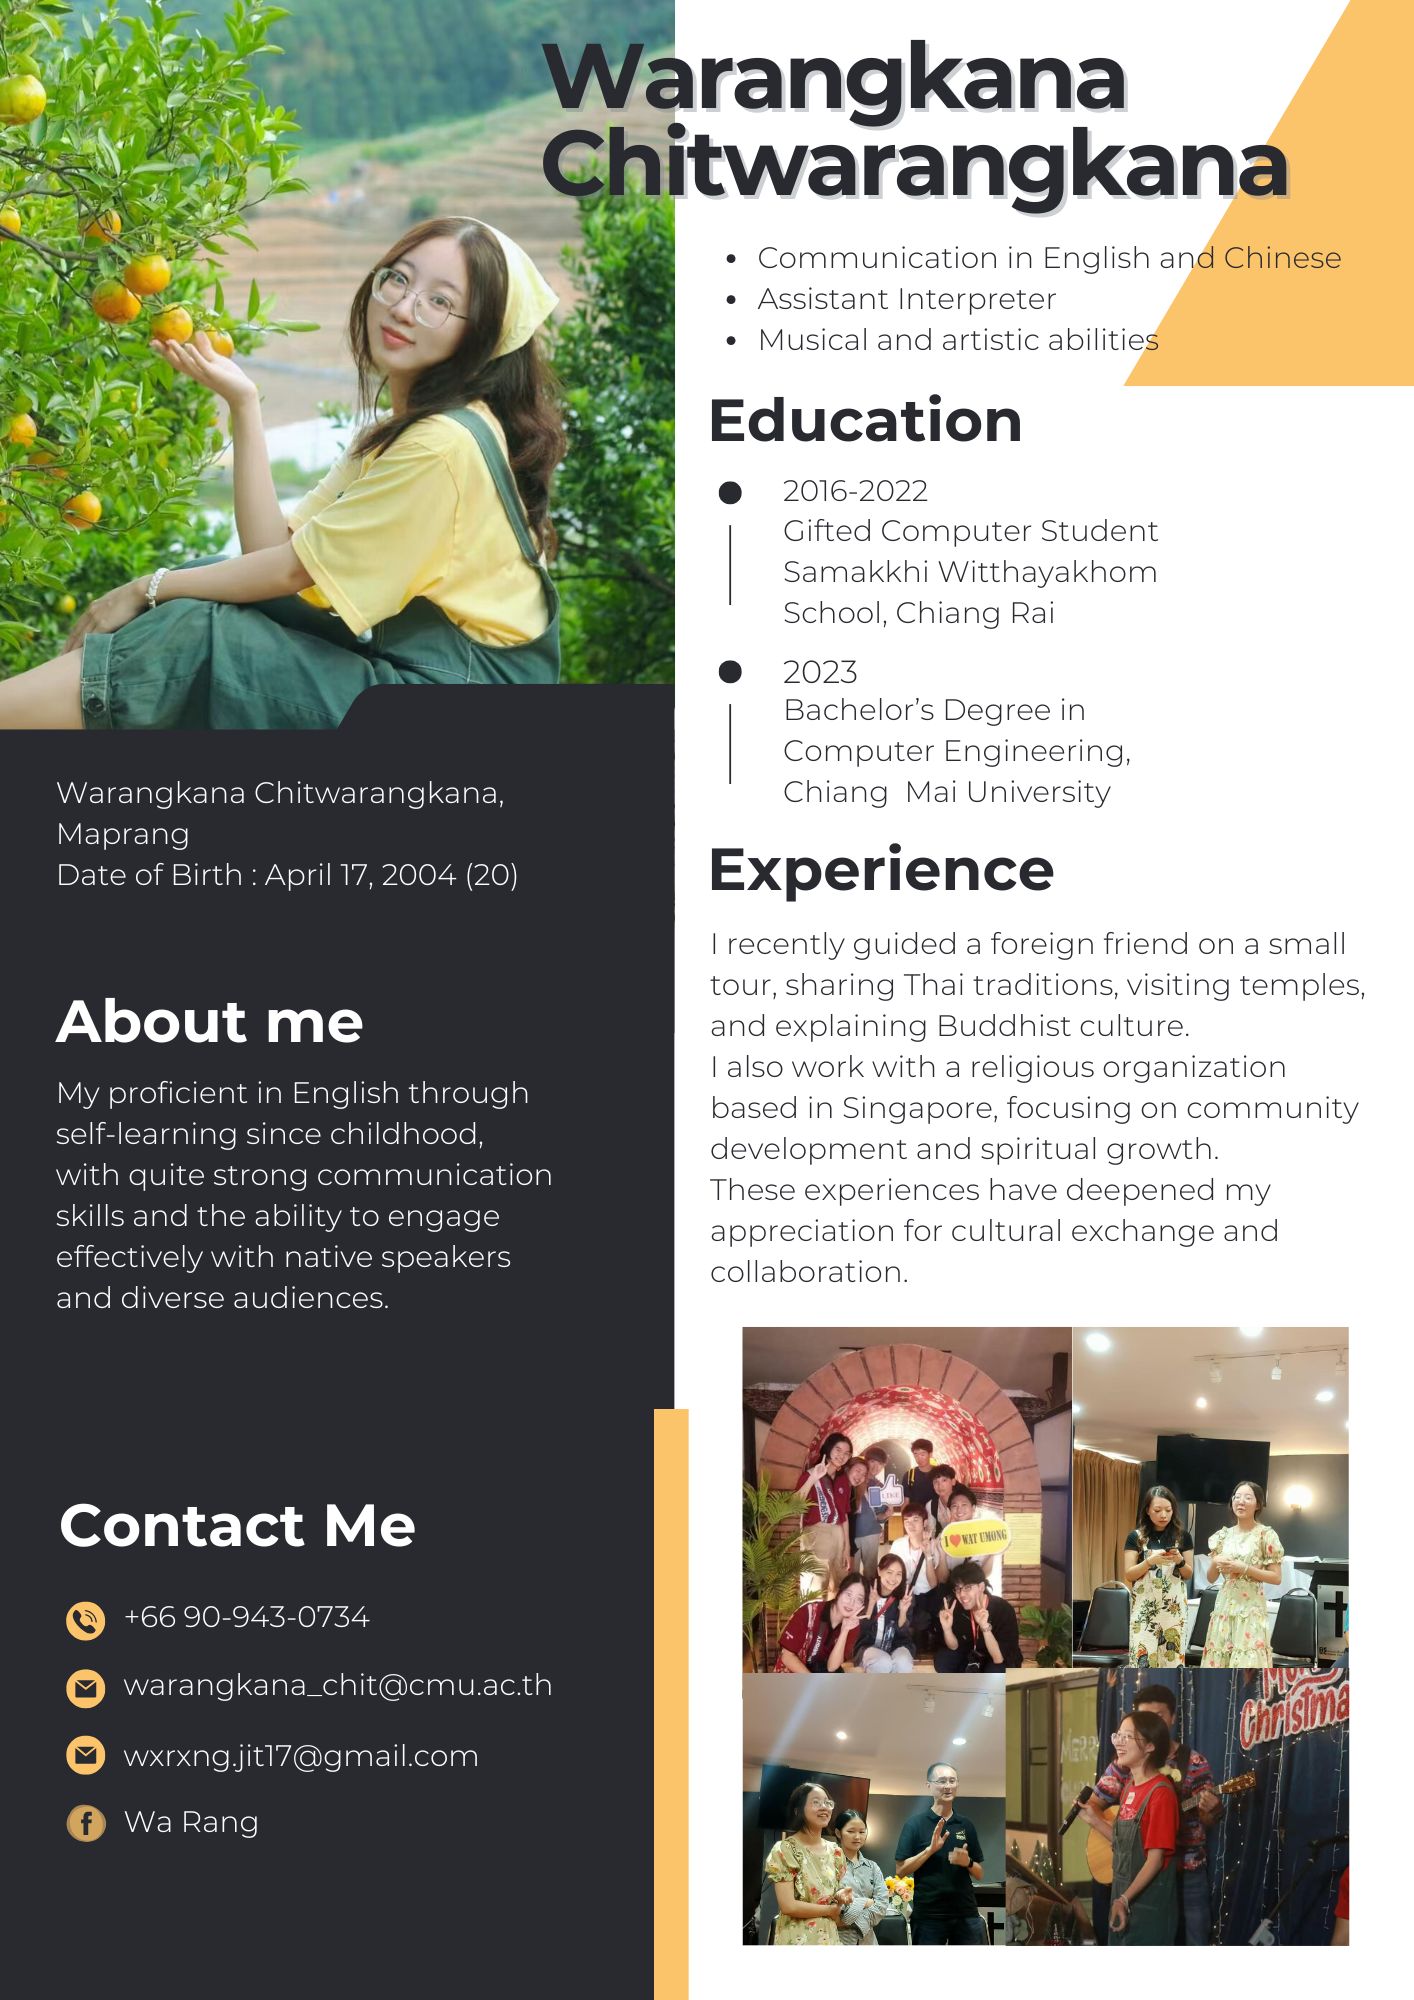 Warangkana
Chitwarangkana
• Communication in English and Chinese
• Assistant Interpreter
• Musical and artistic abilities
Education
2016-2022
Gifted Computer Student
Samakkhi Witthayakhom
School, Chiang Rai
2023
Bachelor’s Degree in
Computer Engineering,
Chiang  Mai University
Warangkana Chitwarangkana,
Maprang
Date of Birth : April 17, 2004 (20)
About me
My proficient in English through
self-learning since childhood,
with quite strong communication
skills and the ability to engage
effectively with native speakers
and diverse audiences.
Experience
I recently guided a foreign friend on a small
tour, sharing Thai traditions, visiting temples,
and explaining Buddhist culture.
I also work with a religious organization
based in Singapore, focusing on community
development and spiritual growth.
These experiences have deepened my
appreciation for cultural exchange and
collaboration.
Contact Me
+66 90-943-0734
warangkana_chit@cmu.ac.th
wxrxng.jit17@gmail.com
Wa Rang
LIKE
I ❤ WAT UMONG
Christma